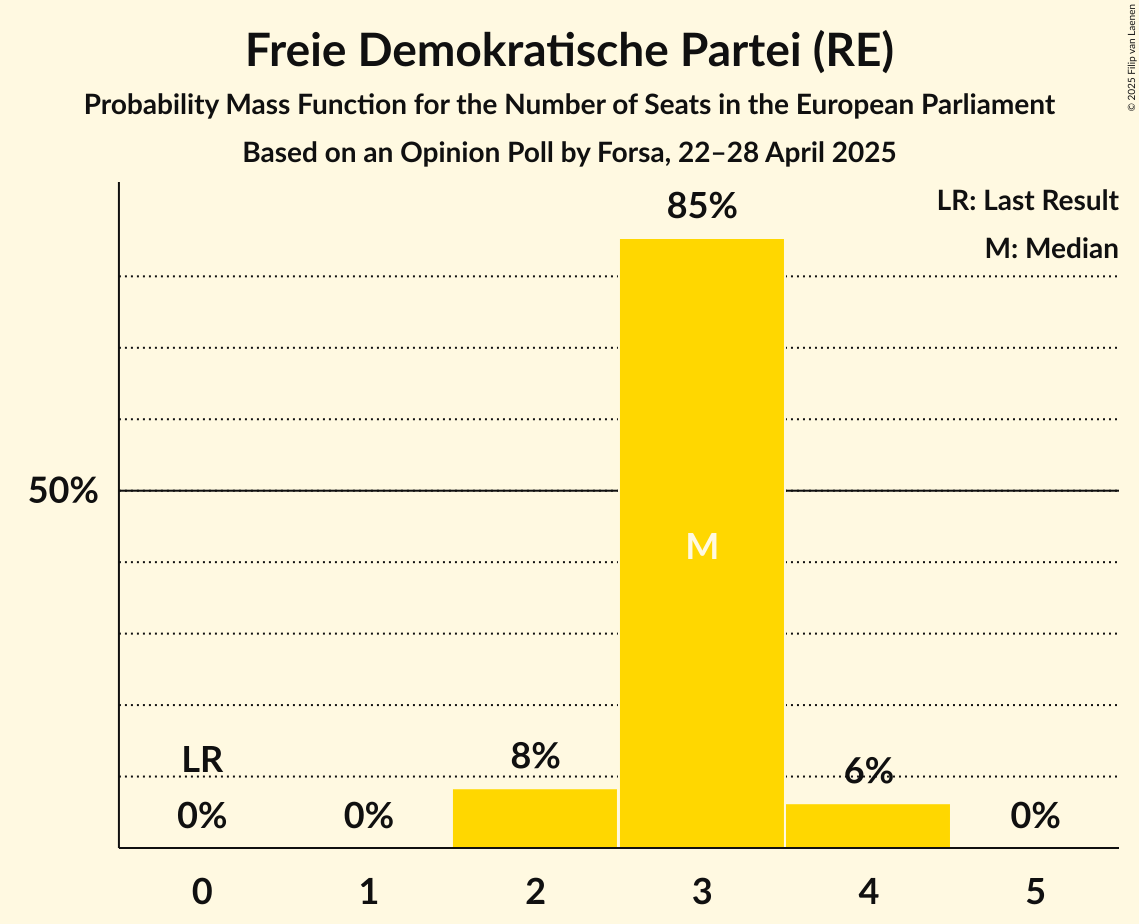 Freie Demokratische Partei (RE)
Probability Mass Function for the Number of Seats in the European Parliament
Based on an Opinion Poll by Forsa, 22–28 April 2025
© 2025 Filip van Laenen
LR: Last Result
M: Median
85%
50%
M
LR
8%
6%
0%
0%
0%
0
1
2
3
4
5